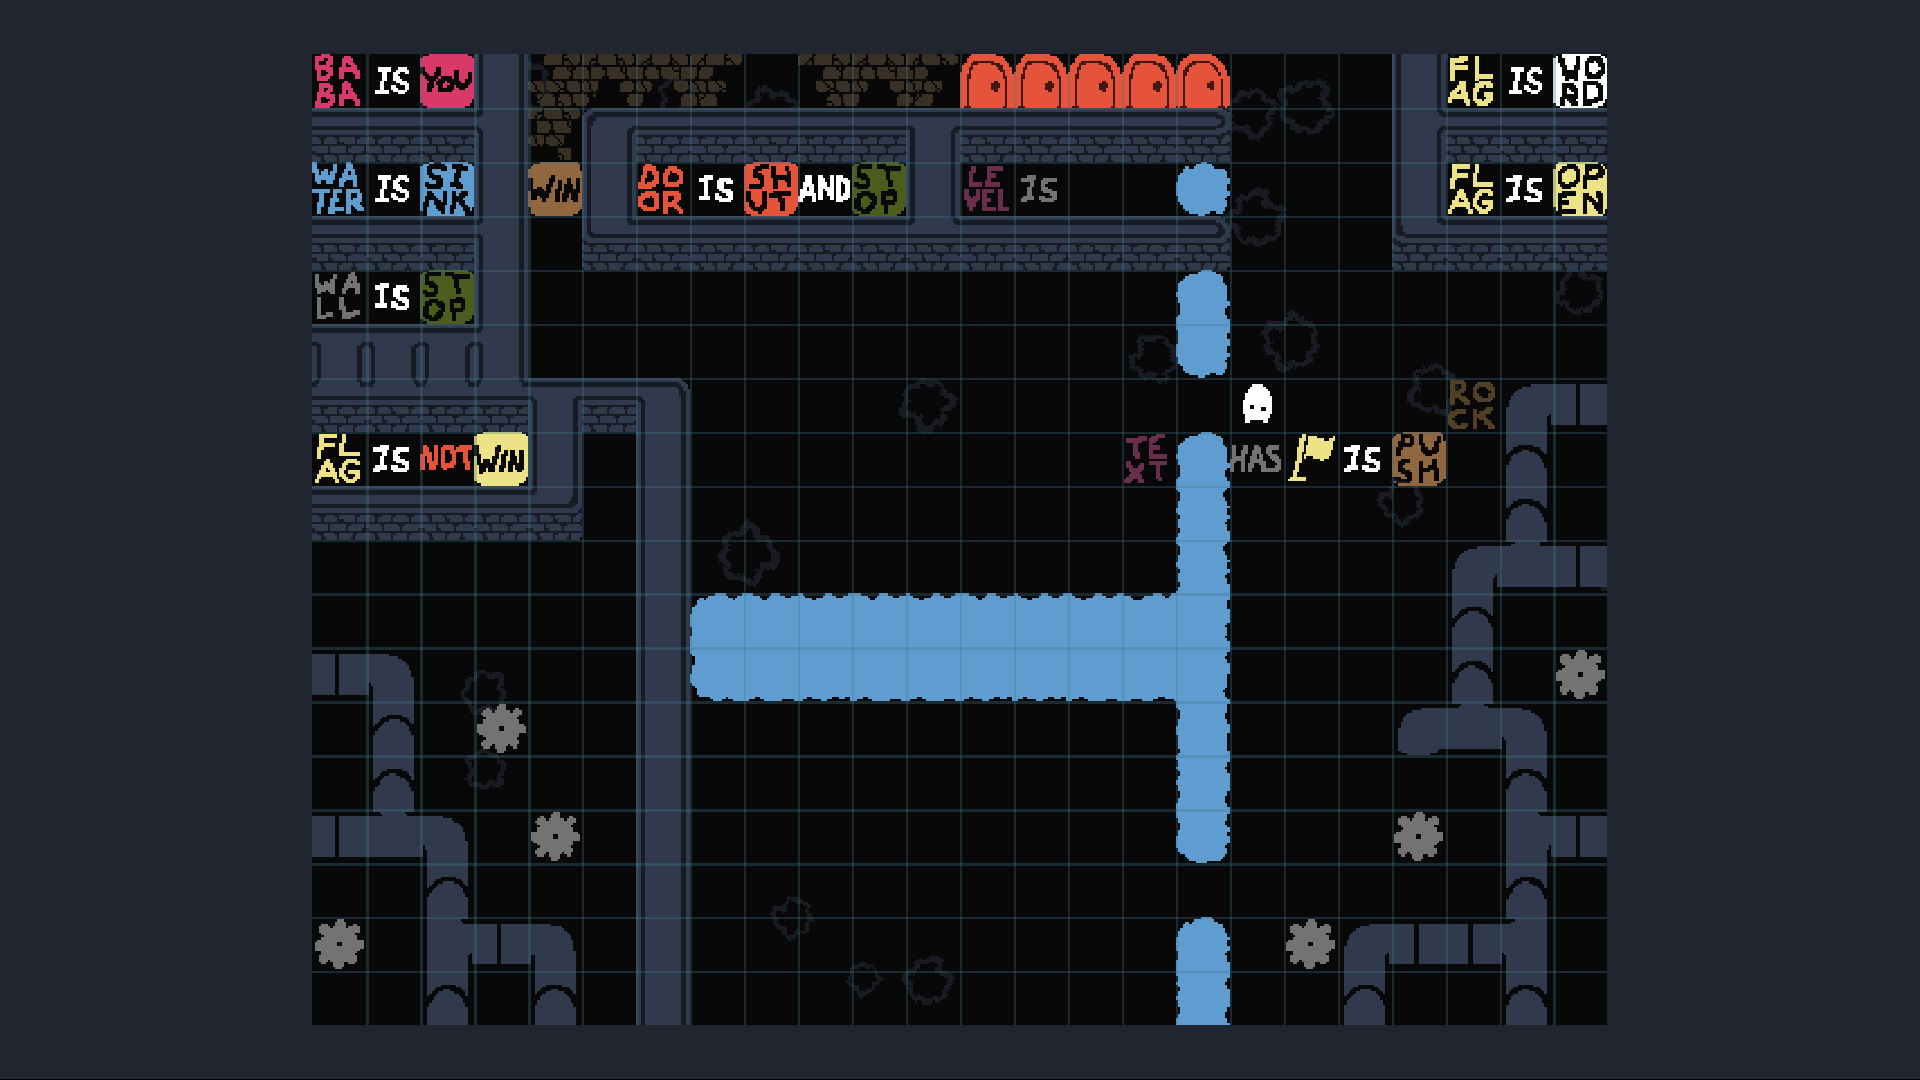 BABA IS YOU
FLAG IS WORD
WATER IS SINK
WIN
DOOR IS SHUT AND STOP
LEVEL IS
FLAG IS OPEN
WALL IS STOP
ROCK
FLAG IS NOT WIN
TEXT
HAS
IS PUSH